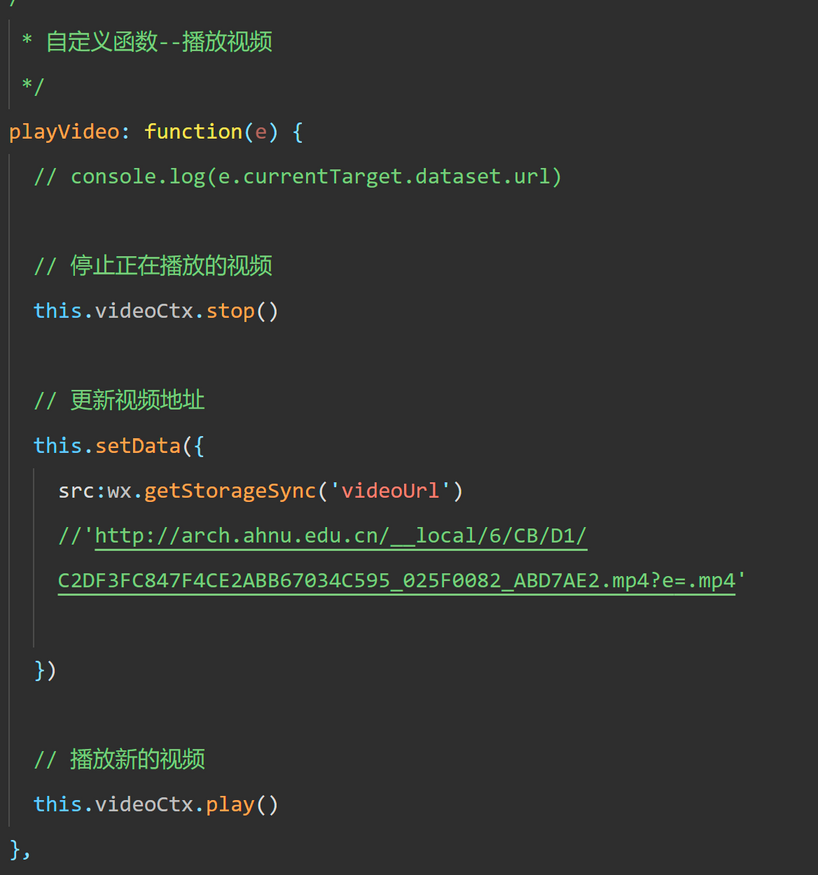 /
* 自定义函数--播放视频
*/
playVideo: function(e) {
// console.log(e.currentTarget.dataset.url)
// 停止正在播放的视频
this.videoCtx.stop()
// 更新视频地址
this.setData({
src:wx.getStorageSync('videoUrl')
//'http://arch.ahnu.edu.cn/__local/6/CB/D1/
C2DF3FC847F4CE2ABB67034C595_025F0082_ABD7AE2.mp4?e=.mp4'
})
// 播放新的视频
this.videoCtx.play()
},